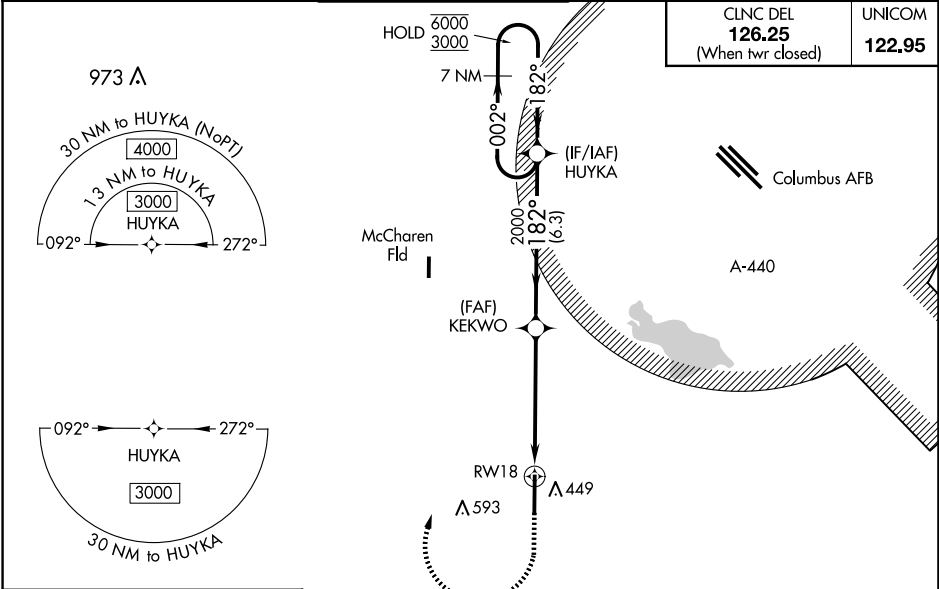 CLNC DEL
126.25
(When twr closed)
UNICOM
122.95
HOLD 6000
3000
7 NM
002°
182°
(IF/IAF)
HUYKA
973
30 NM to HUYKA (NoPT)
4000
13 NM to HUYKA
3000
HUYKA
092°
272°
McCharen
Fld
2000
182°
(6.3)
Columbus AFB
A-440
(FAF)
KEKWO
092°
272°
HUYKA
3000
30 NM to HUYKA
RW18
449
593